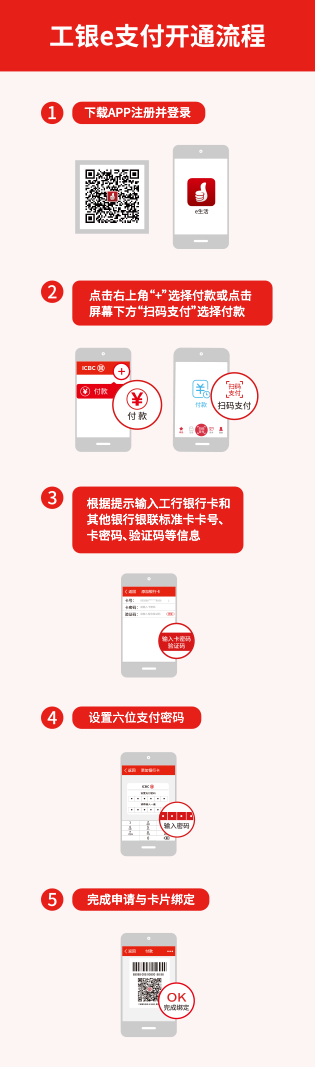 工银e支付开通流程
1
下载APP注册并登录
e生活
2
点击右上角“+”选择付款或点击
屏幕下方“扫码支付”选择付款
ICBC
+
付款
付款
扫码
支付
付款
扫码支付
3
根据提示输入工行银行卡和
其他银行银联标准卡卡号、
卡密码、验证码等信息
返回 添加银行卡
卡号:
卡密码:
验证码:
输入卡密码
验证码
4
设置六位支付密码
返回 添加银行卡
ICBC
输入密码
5
完成申请与卡片绑定
返回 付款
OK
完成绑定